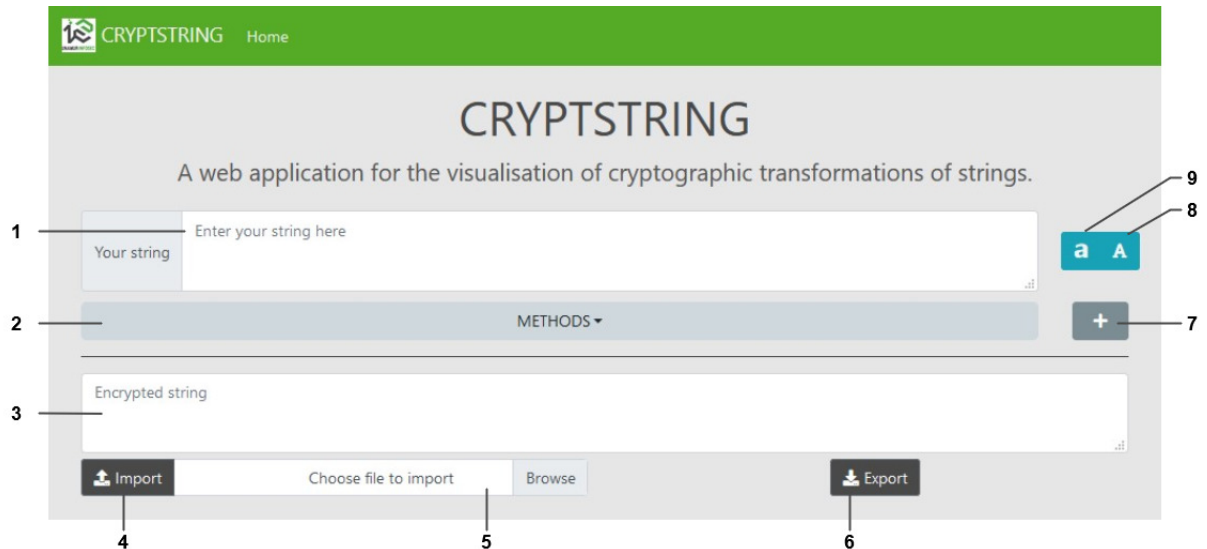 CRYPTSTRING Home
CRYPTSTRING
A web application for the visualisation of cryptographic transformations of strings.
9
8
1
Your string
Enter your string here
a A
2
METHODS
+
7
Encrypted string
3
Import
Choose file to import
Browse
Export
4
5
6